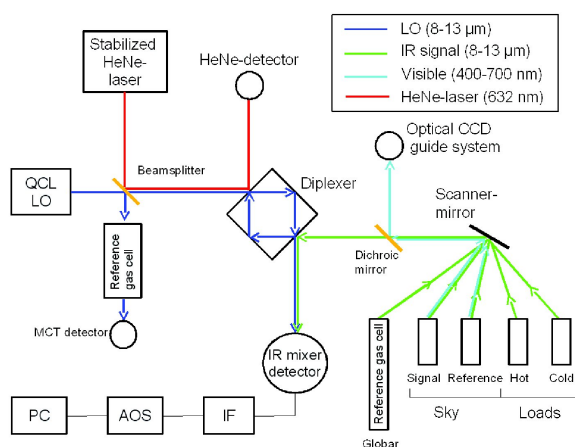 Stabilized
HeNe-
laser
HeNe-detector
LO (8-13 µm)
IR signal (8-13 µm)
Visible (400-700 nm)
HeNe-laser (632 nm)
Optical CCD
guide system
Beamsplitter
QCL
LO
Diplexer
Scanner-
mirror
Dichroic
mirror
Reference gas cell
MCT detector
IR mixer
detector
Reference gas cell
Globar
Signal
Reference
Hot
Cold
Sky
Loads
PC
AOS
IF